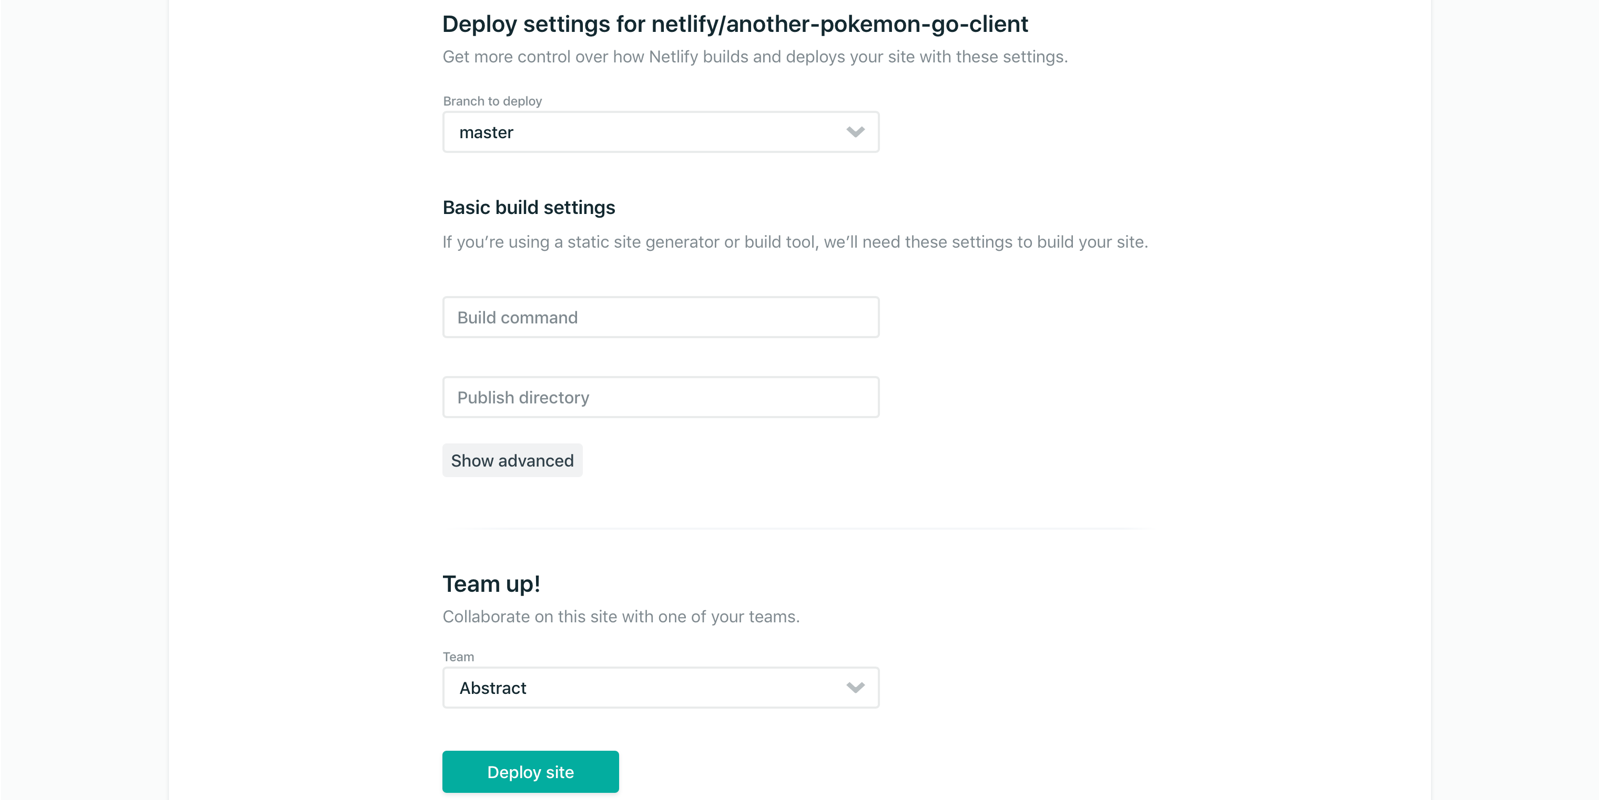 Deploy settings for netlify/another-pokemon-go-client
Get more control over how Netlify builds and deploys your site with these settings.
Branch to deploy
master
Basic build settings
If you’re using a static site generator or build tool, we’ll need these settings to build your site.
Build command
Publish directory
Show advanced
Team up!
Collaborate on this site with one of your teams.
Team
Abstract
Deploy site